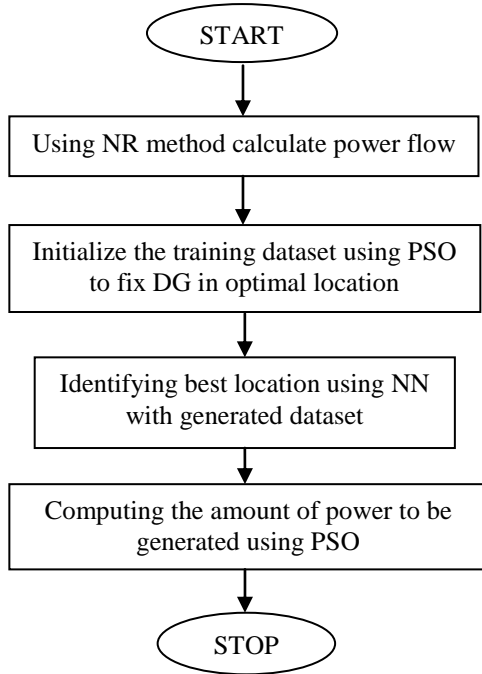 START
Using NR method calculate power flow
Initialize the training dataset using PSO
to fix DG in optimal location
Identifying best location using NN
with generated dataset
Computing the amount of power to be
generated using PSO
STOP